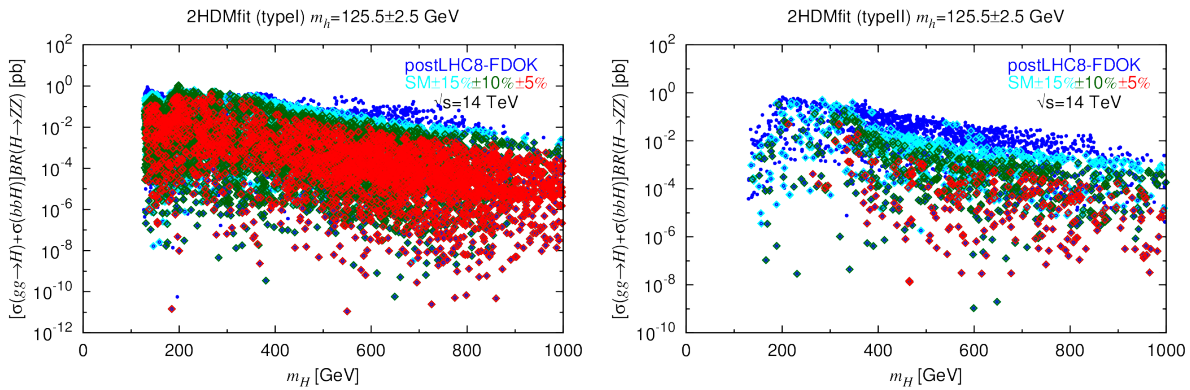 2HDMfit (typeI) m_h=125.5±2.5 GeV
[σ(gg→H)+σ(bbH)]BR(H→ZZ) [pb]
10^2
10^0
10^-2
10^-4
10^-6
10^-8
10^-10
10^-12
postLHC8-FDOK
SM±15%±10%±5%
√s=14 TeV
0 200 400 600 800 1000
m_H [GeV]
2HDMfit (typeII) m_h=125.5±2.5 GeV
[σ(gg→H)+σ(bbH)]BR(H→ZZ) [pb]
10^2
10^0
10^-2
10^-4
10^-6
10^-8
10^-10
postLHC8-FDOK
SM±15%±10%±5%
√s=14 TeV
0 200 400 600 800 1000
m_H [GeV]